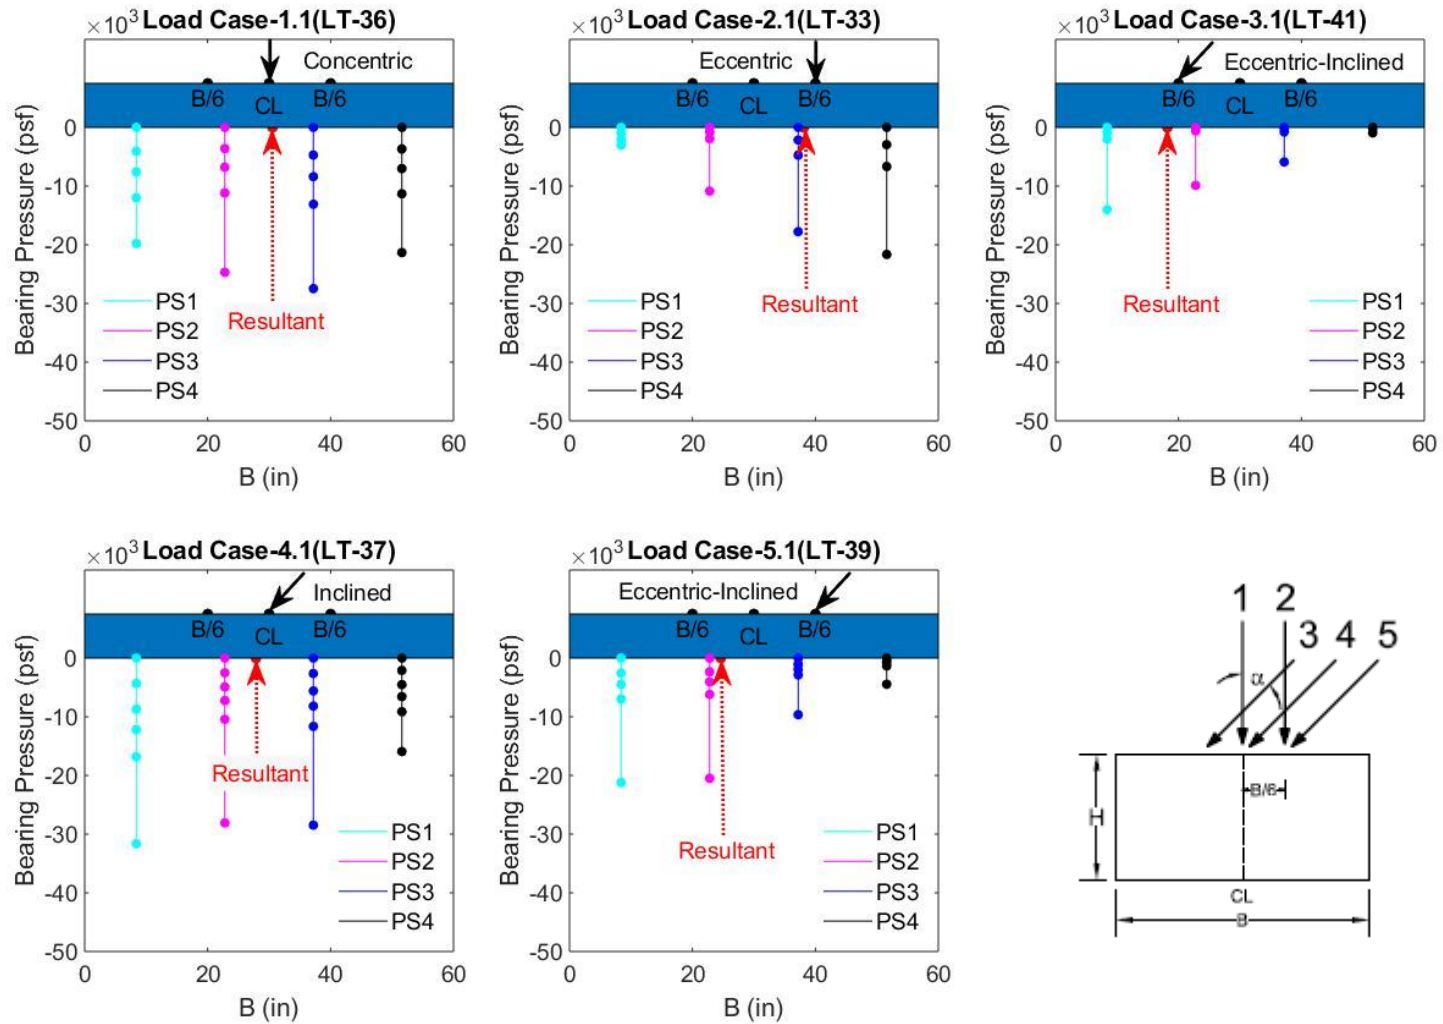 ×10³ Load Case-1.1(LT-36)
Concentric
B/6 CL B/6
Bearing Pressure (psf)
0
-10
-20
-30
-40
-50
Resultant
PS1
PS2
PS3
PS4
0 20 40 60
B (in)
×10³ Load Case-2.1(LT-33)
Eccentric
B/6 CL B/6
Bearing Pressure (psf)
0
-10
-20
-30
-40
-50
Resultant
PS1
PS2
PS3
PS4
0 20 40 60
B (in)
×10³ Load Case-3.1(LT-41)
Eccentric-Inclined
B/6 CL B/6
Bearing Pressure (psf)
0
-10
-20
-30
-40
-50
Resultant
PS1
PS2
PS3
PS4
0 20 40 60
B (in)
×10³ Load Case-4.1(LT-37)
Inclined
B/6 CL B/6
Bearing Pressure (psf)
0
-10
-20
-30
-40
-50
Resultant
PS1
PS2
PS3
PS4
0 20 40 60
B (in)
×10³ Load Case-5.1(LT-39)
Eccentric-Inclined
B/6 CL B/6
Bearing Pressure (psf)
0
-10
-20
-30
-40
-50
Resultant
PS1
PS2
PS3
PS4
0 20 40 60
B (in)
1 2
3 4 5
α
B/6
H
CL
B